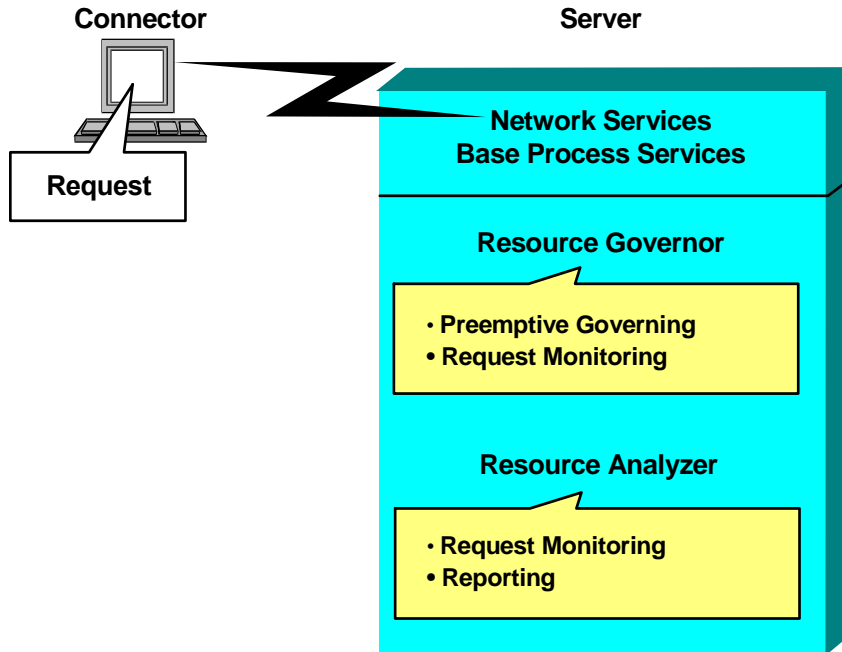 Connector
Server
Request
Network Services
Base Process Services
Resource Governor
• Preemptive Governing
• Request Monitoring
Resource Analyzer
• Request Monitoring
• Reporting